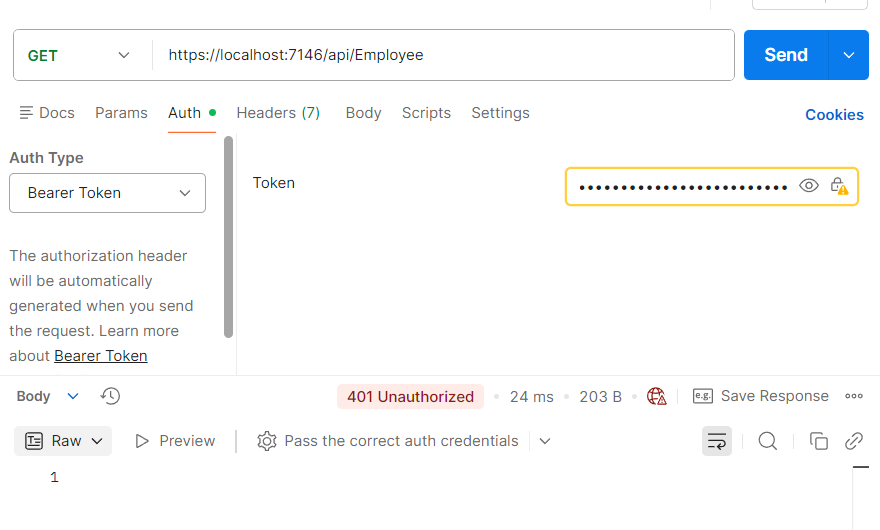 GET https://localhost:7146/api/Employee Send
Docs Params Auth Headers (7) Body Scripts Settings Cookies
Auth Type
Bearer Token
Token
•••••••••••••••••••••••••
The authorization header
will be automatically
generated when you send
the request. Learn more
about Bearer Token
Body 401 Unauthorized • 24 ms • 203 B • e.g. Save Response
Raw Preview Pass the correct auth credentials
1